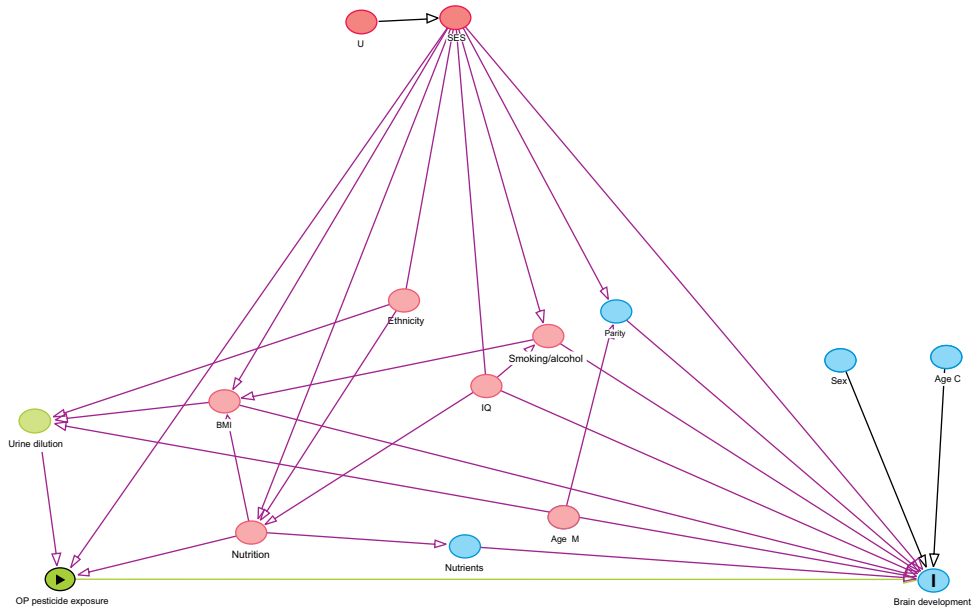 U
SES
Ethnicity
Parity
Smoking/alcohol
Sex
Age C
IQ
BMI
Urine dilution
Age M
Nutrition
Nutrients
OP pesticide exposure
I
Brain development